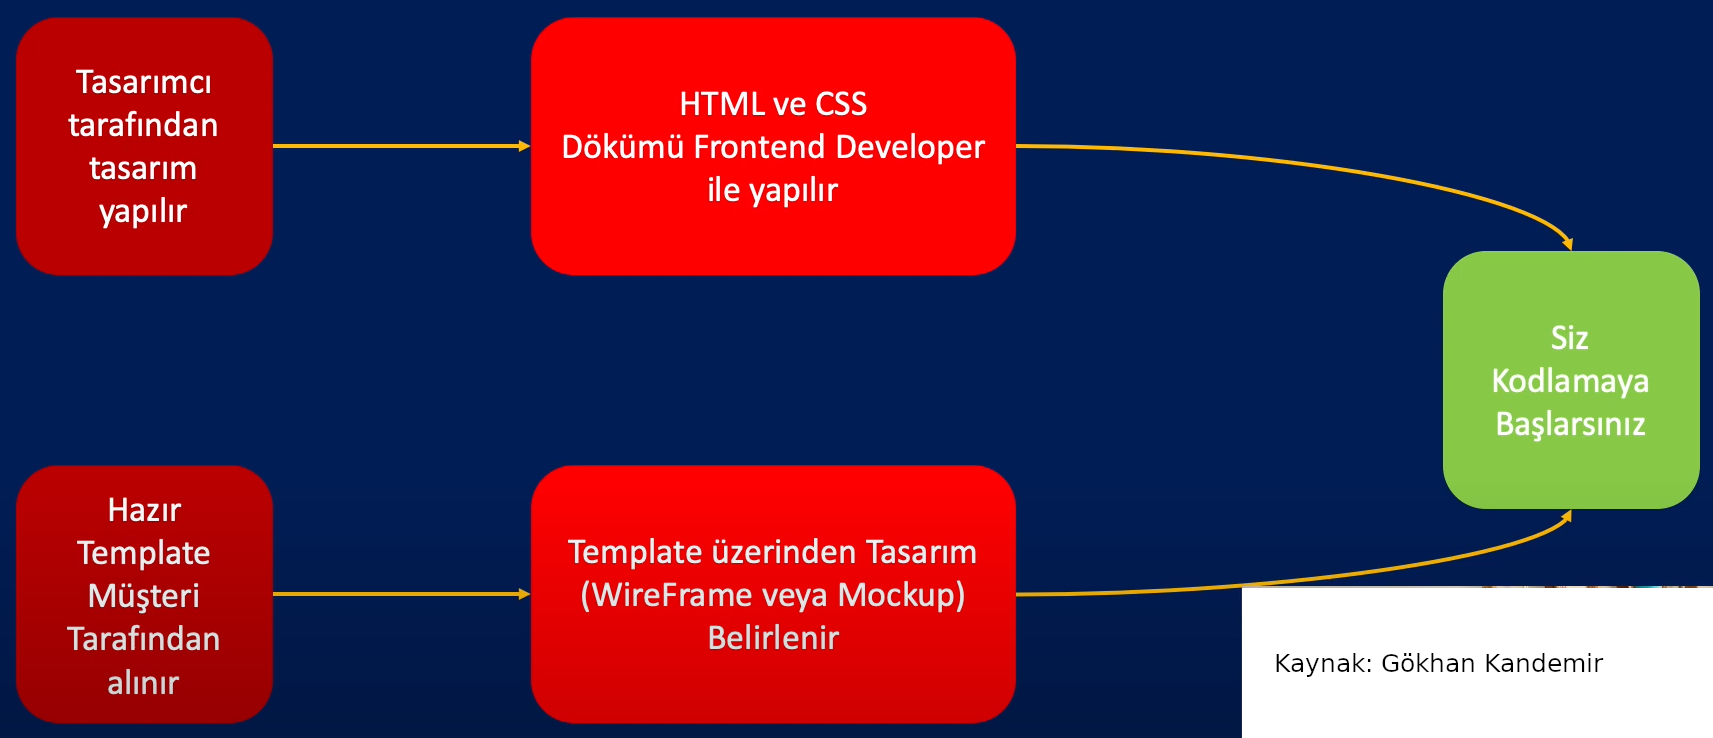 Tasarımcı
tarafından
tasarım
yapılır
HTML ve CSS
Dökümü Frontend Developer
ile yapılır
Siz
Kodlamaya
Başlarsınız
Hazır
Template
Müşteri
Tarafından
alınır
Template üzerinden Tasarım
(WireFrame veya Mockup)
Belirlenir
Kaynak: Gökhan Kandemir